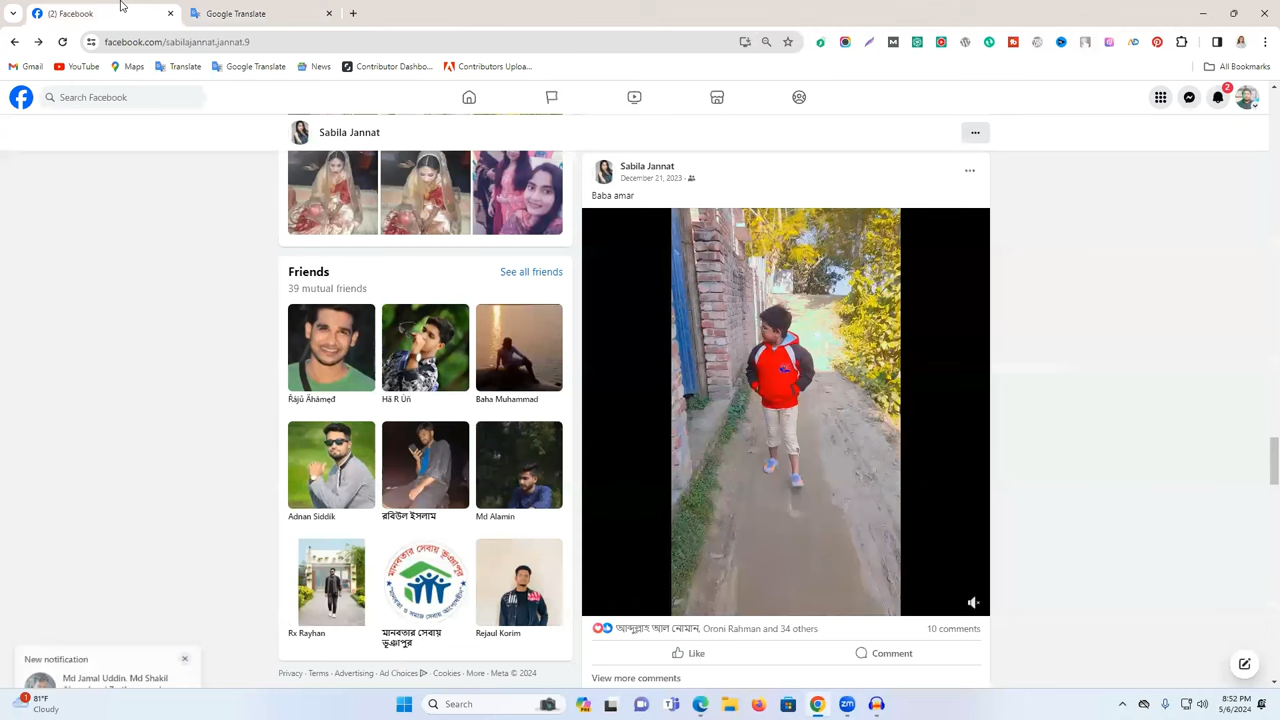 (2) Facebook
Google Translate
facebook.com/sabilajannat.jannat.9
Gmail
YouTube
Maps
Translate
Google Translate
News
Contributor Dashbo...
Contributors Uploa...
All Bookmarks
Search Facebook
2
Sabila Jannat
Sabila Jannat
December 21, 2023
Baba amar
Friends
See all friends
39 mutual friends
Baha Muhammad
Adnan Siddik
রবিউল ইসলাম
Md Alamin
Rx Rayhan
মানবতার সেবায়
ভূঞাপুর
Rejaul Korim
আব্দুল্লাহ আল নোমান, Oroni Rahman and 34 others
10 comments
Like
Comment
View more comments
Privacy · Terms · Advertising · Ad Choices · Cookies · More · Meta © 2024
New notification
Md Jamal Uddin, Md Shakil
1
81°F
Cloudy
Search
8:52 PM
5/6/2024